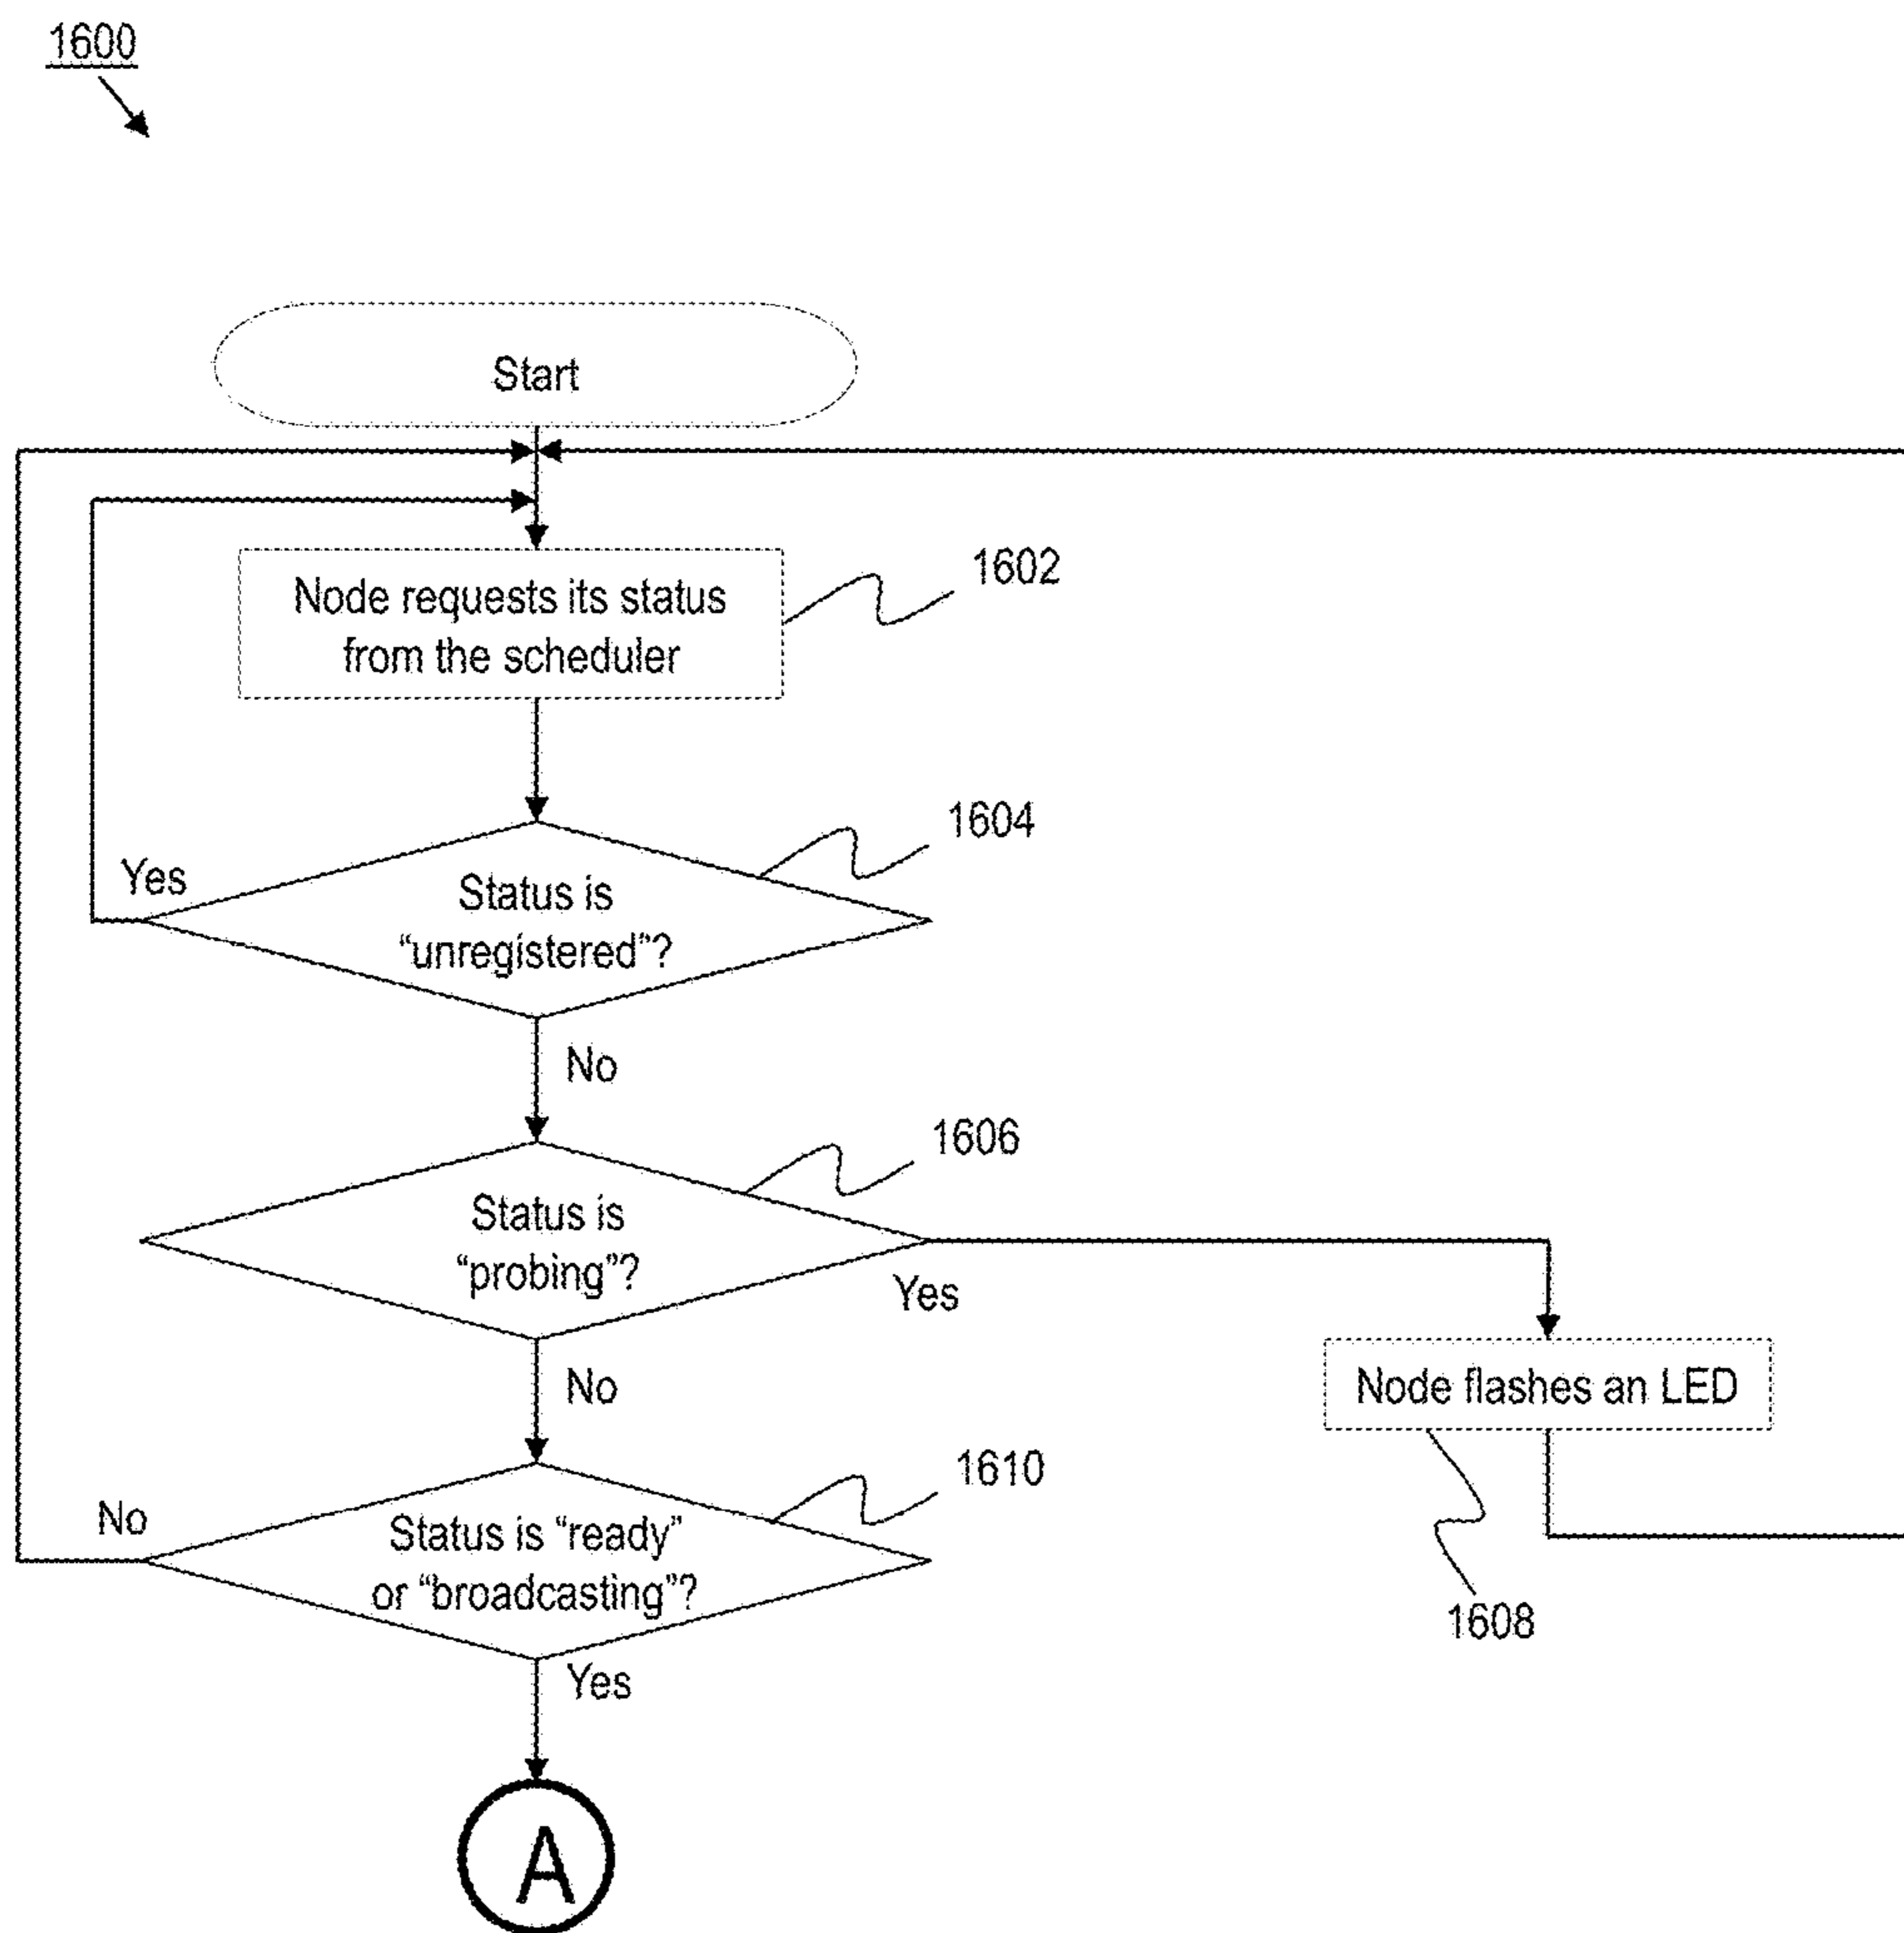 1600
Start
Node requests its status
from the scheduler
1602
1604
Yes
Status is
“unregistered”?
No
1606
Status is
“probing”?
Yes
No
Node flashes an LED
1610
No
Status is “ready”
or “broadcasting”?
1608
Yes
A